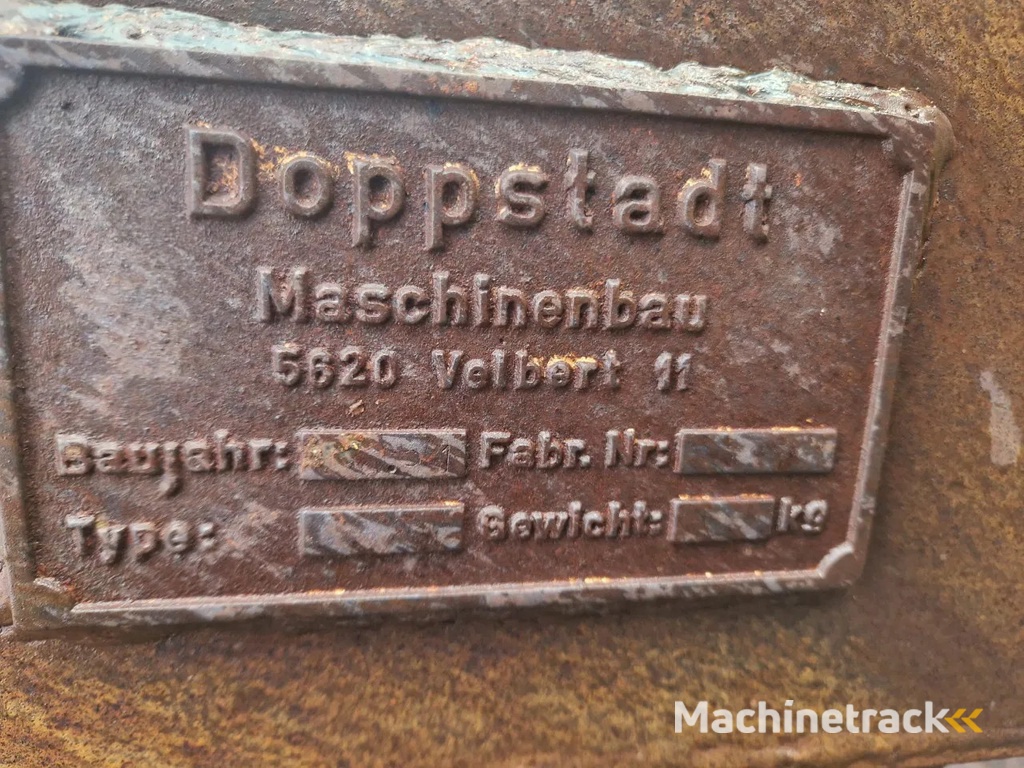 Doppstadt
Maschinenbau
5620 Velbert 11
Baujahr: Fabr. Nr:
Type: Gewicht: kg
Machinetrack